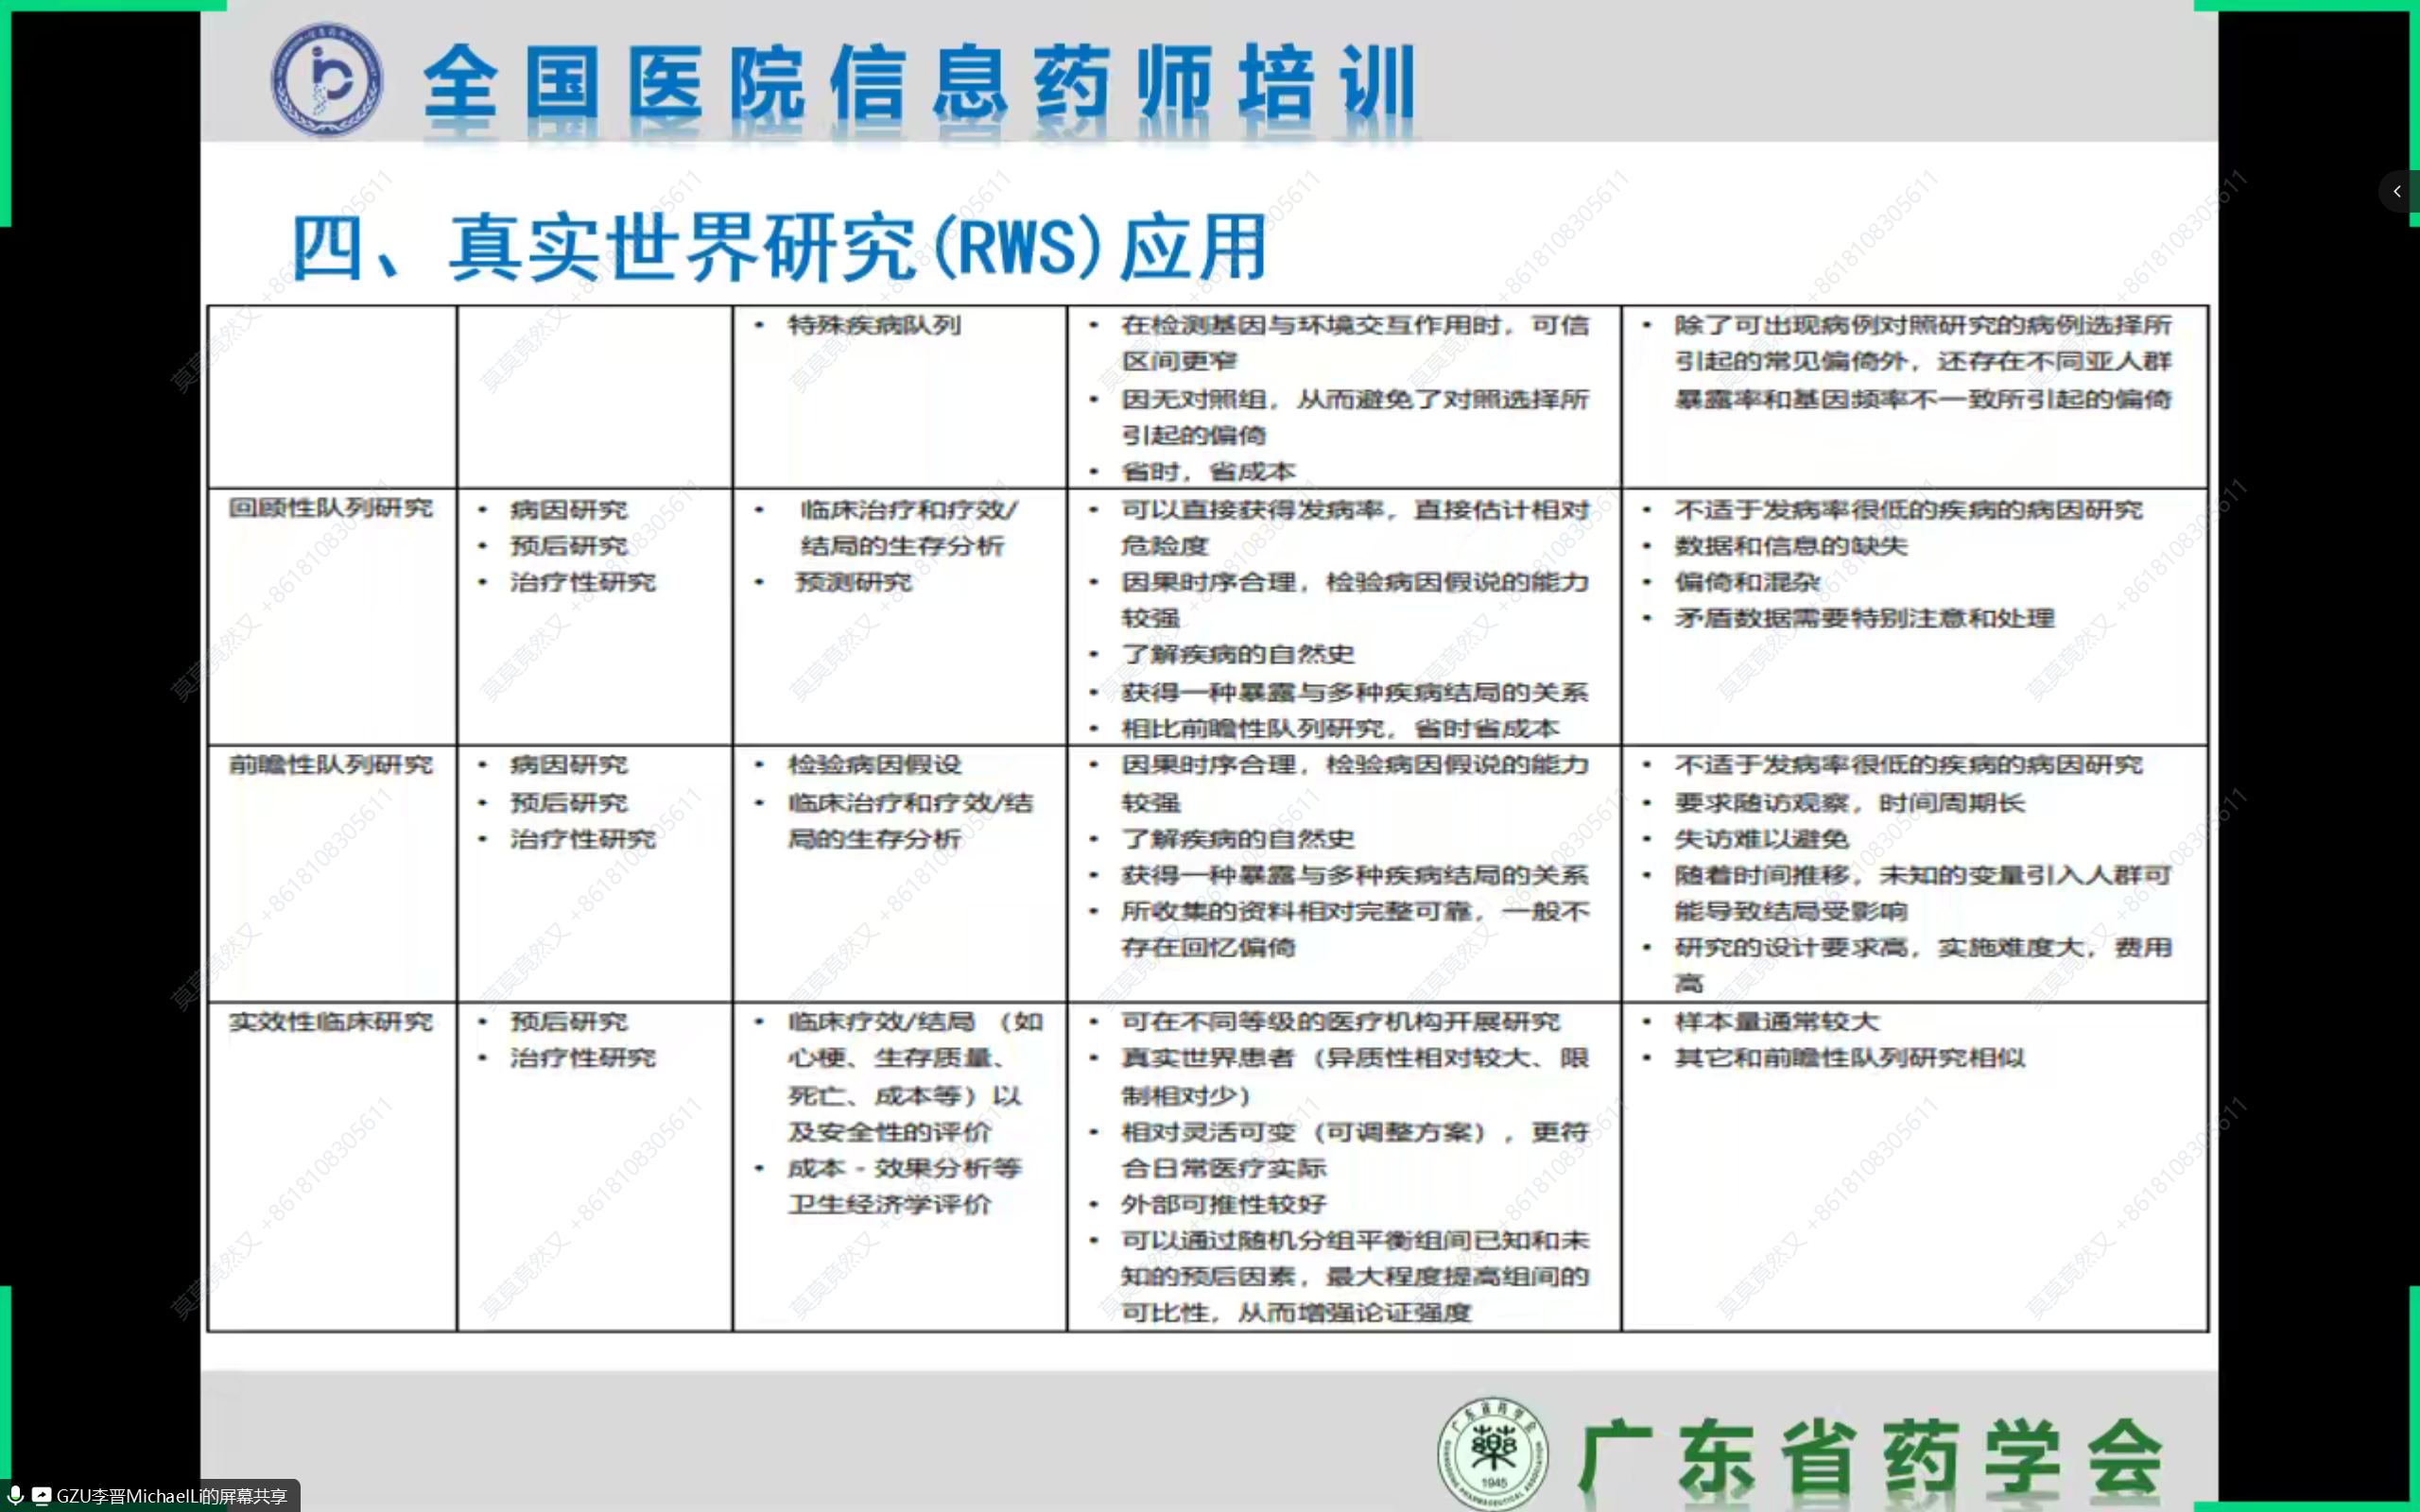 全国医院信息药师培训
四、真实世界研究(RWS)应用
• 特殊疾病队列
• 在检测基因与环境交互作用时，可信
区间更窄
• 因无对照组，从而避免了对照选择所
引起的偏倚
• 省时，省成本
• 除了可出现病例对照研究的病例选择所
引起的常见偏倚外，还存在不同亚人群
暴露率和基因频率不一致所引起的偏倚
回顾性队列研究
• 病因研究
• 预后研究
• 治疗性研究
• 临床治疗和疗效/
结局的生存分析
• 预测研究
• 可以直接获得发病率，直接估计相对
危险度
• 因果时序合理，检验病因假说的能力
较强
• 了解疾病的自然史
• 获得一种暴露与多种疾病结局的关系
• 相比前瞻性队列研究，省时省成本
• 不适于发病率很低的疾病的病因研究
• 数据和信息的缺失
• 偏倚和混杂
• 矛盾数据需要特别注意和处理
前瞻性队列研究
• 病因研究
• 预后研究
• 治疗性研究
• 检验病因假设
• 临床治疗和疗效/结
局的生存分析
• 因果时序合理，检验病因假说的能力
较强
• 了解疾病的自然史
• 获得一种暴露与多种疾病结局的关系
• 所收集的资料相对完整可靠，一般不
存在回忆偏倚
• 不适于发病率很低的疾病的病因研究
• 要求随访观察，时间周期长
• 失访难以避免
• 随着时间推移，未知的变量引入人群可
能导致结局受影响
• 研究的设计要求高，实施难度大，费用
高
实效性临床研究
• 预后研究
• 治疗性研究
• 临床疗效/结局 （如
心梗、生存质量、
死亡、成本等）以
及安全性的评价
• 成本 - 效果分析等
卫生经济学评价
• 可在不同等级的医疗机构开展研究
• 真实世界患者（异质性相对较大、限
制相对少）
• 相对灵活可变（可调整方案），更符
合日常医疗实际
• 外部可推性较好
• 可以通过随机分组平衡组间已知和未
知的预后因素，最大程度提高组间的
可比性，从而增强论证强度
• 样本量通常较大
• 其它和前瞻性队列研究相似
广东省药学会
1945
广东省药学会
GZU李晋MichaelLi的屏幕共享
莫莫竟然又 +8618108305611